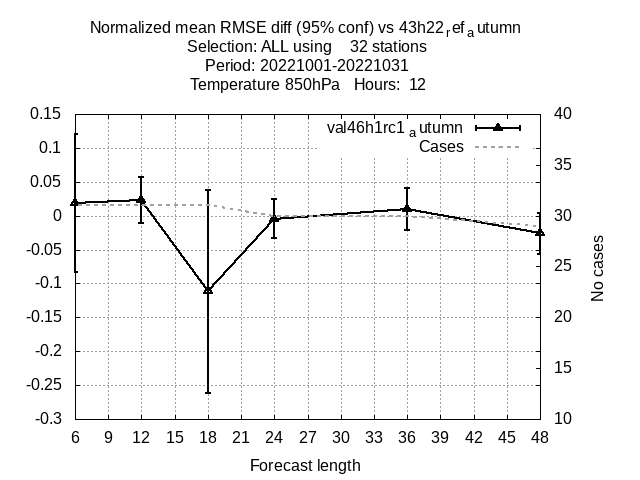 Normalized mean RMSE diff (95% conf) vs 43h22refautumn
Selection: ALL using 32 stations
Period: 20221001-20221031
Temperature 850hPa Hours: 12
val46h1rc1autumn
Cases
0.15
0.1
0.05
0
-0.05
-0.1
-0.15
-0.2
-0.25
-0.3
40
35
30
25
20
15
10
No cases
6 9 12 15 18 21 24 27 30 33 36 39 42 45 48
Forecast length